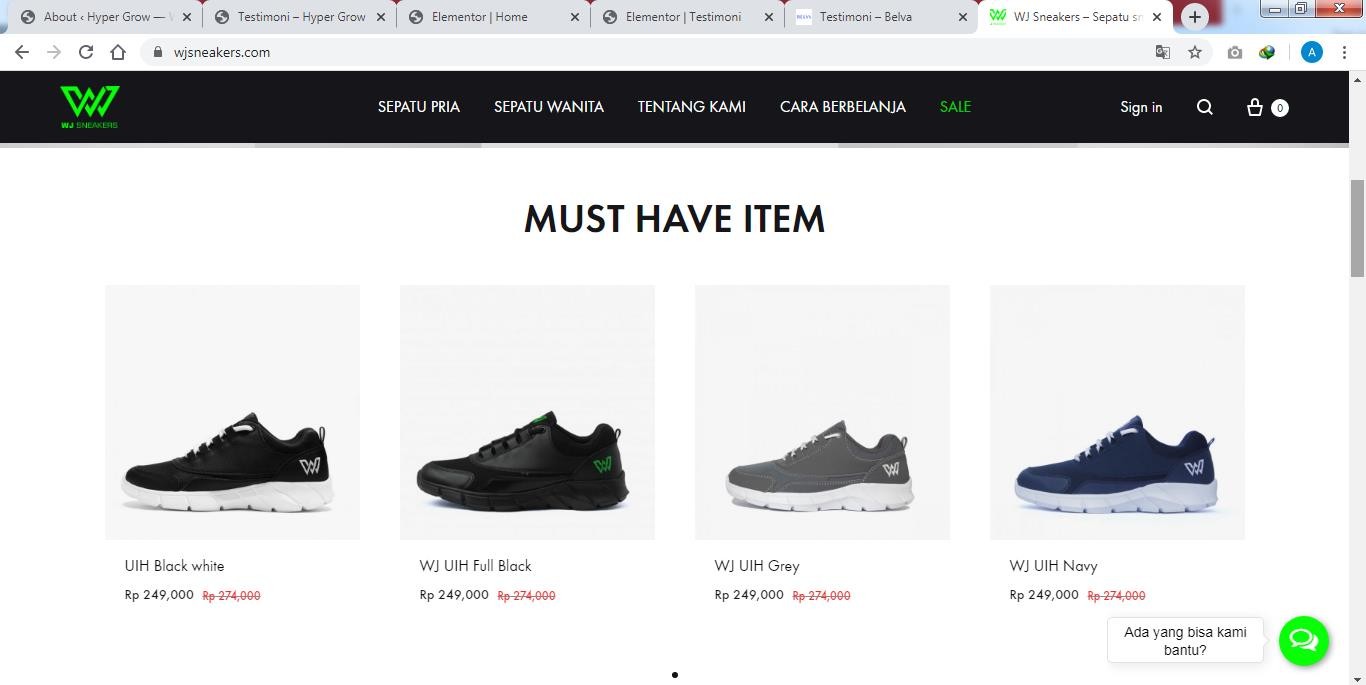 About ‹ Hyper Grow —
Testimoni – Hyper Grow
Elementor | Home
Elementor | Testimoni
Testimoni – Belva
WJ Sneakers – Sepatu sn
wjsneakers.com
A
WJ SNEAKERS
SEPATU PRIA
SEPATU WANITA
TENTANG KAMI
CARA BERBELANJA
SALE
Sign in
0
MUST HAVE ITEM
UIH Black white
Rp 249,000 Rp 274,000
WJ UIH Full Black
Rp 249,000 Rp 274,000
WJ UIH Grey
Rp 249,000 Rp 274,000
WJ UIH Navy
Rp 249,000 Rp 274,000
Ada yang bisa kami
bantu?